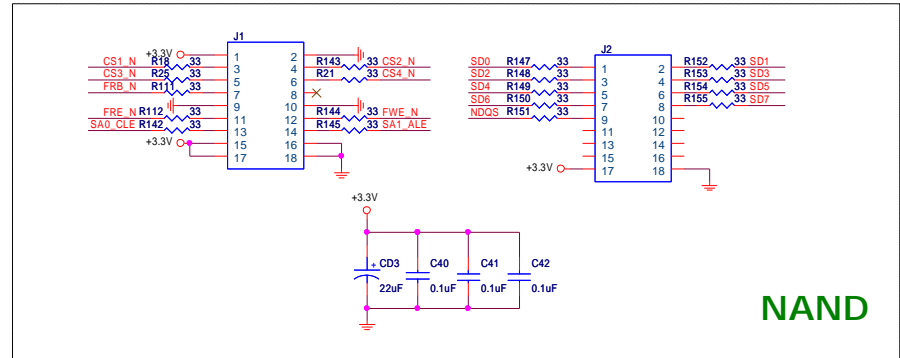 J1
+3.3V 1 2
CS1_N R18 33 3 4 R143 33 CS2_N
CS3_N R25 33 5 6 R21 33 CS4_N
FRB_N R111 33 7 8
9 10
FRE_N R112 33 11 12 R144 33 FWE_N
SA0_CLE R142 33 13 14 R145 33 SA1_ALE
+3.3V 15 16
17 18
J2
SD0 R147 33 1 2 R152 33 SD1
SD2 R148 33 3 4 R153 33 SD3
SD4 R149 33 5 6 R154 33 SD5
SD6 R150 33 7 8 R155 33 SD7
NDQS R151 33 9 10
11 12
13 14
15 16
+3.3V 17 18
+3.3V
+ CD3 C40 C41 C42
22uF 0.1uF 0.1uF 0.1uF
NAND